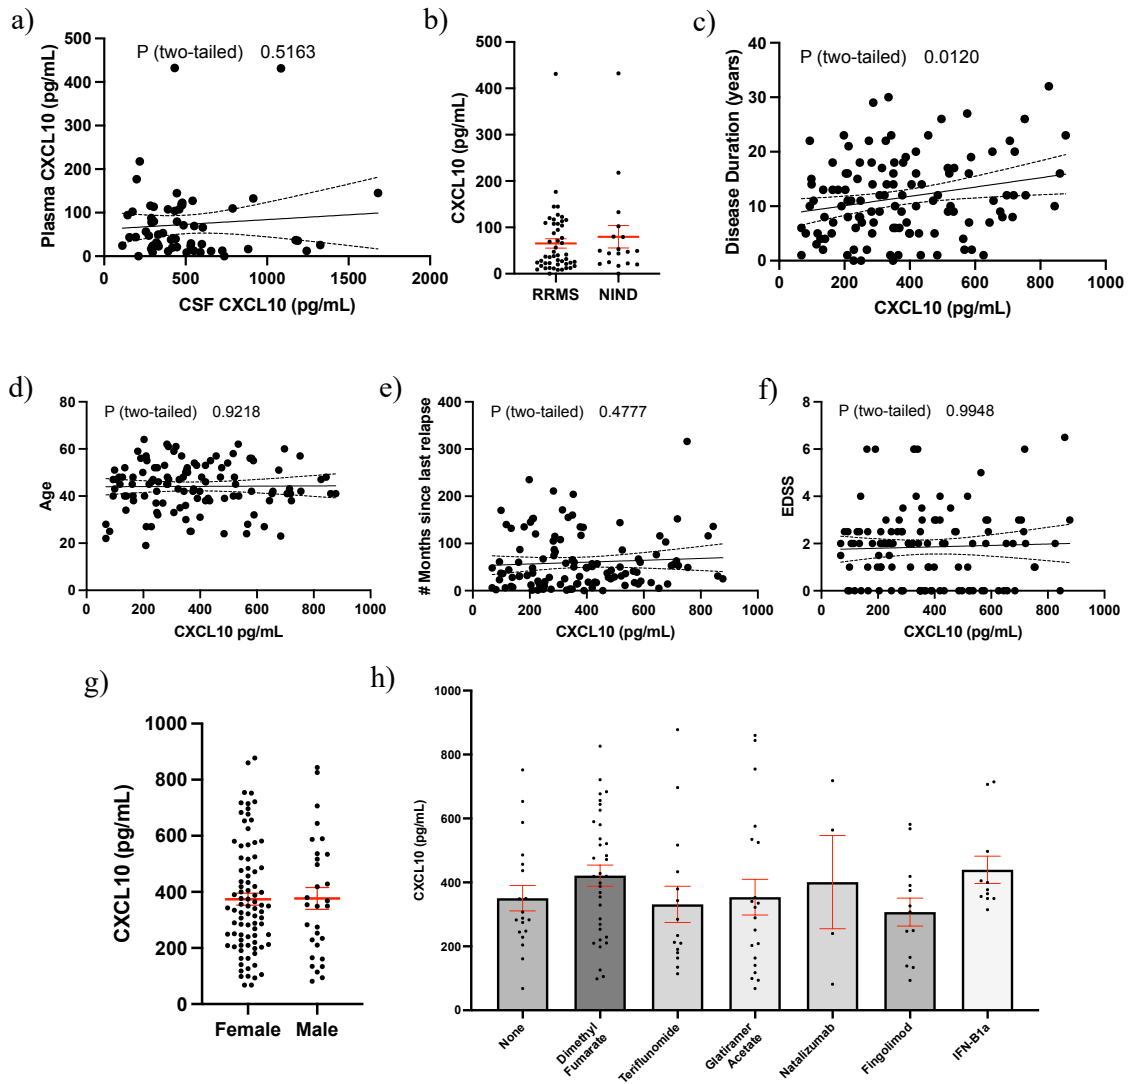 a)
P (two-tailed) 0.5163
Plasma CXCL10 (pg/mL)
500
400
300
200
100
0
0 500 1000 1500 2000
CSF CXCL10 (pg/mL)
b)
CXCL10 (pg/mL)
500
400
300
200
100
0
RRMS NIND
c)
P (two-tailed) 0.0120
Disease Duration (years)
40
30
20
10
0
0 200 400 600 800 1000
CXCL10 (pg/mL)
d)
P (two-tailed) 0.9218
Age
80
60
40
20
0
0 200 400 600 800 1000
CXCL10 pg/mL
e)
P (two-tailed) 0.4777
# Months since last relapse
400
300
200
100
0
0 200 400 600 800 1000
CXCL10 (pg/mL)
f)
P (two-tailed) 0.9948
EDSS
8
6
4
2
0
0 200 400 600 800 1000
CXCL10 (pg/mL)
g)
CXCL10 (pg/mL)
1000
800
600
400
200
0
Female Male
h)
CXCL10 (pg/mL)
1000
800
600
400
200
0
None
Dimethyl
Fumarate
Teriflunomide
Glatiramer
Acetate
Natalizumab
Fingolimod
IFN-B1a